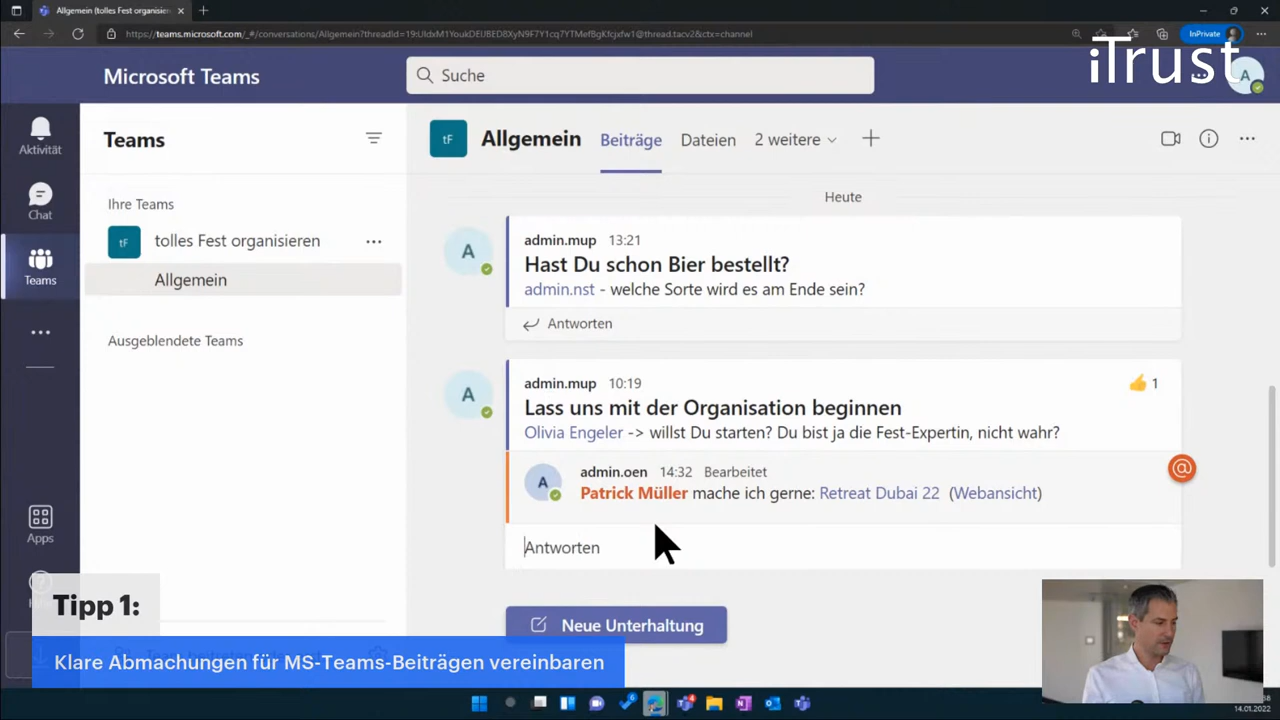 Allgemein (tolles Fest organisier
https://teams.microsoft.com/_#/conversations/Allgemein?threadId=
&ctx=channel
InPrivate
iTrust
Microsoft Teams
Suche
A
Aktivität
Chat
Teams
Apps
Teams
Ihre Teams
tF
tolles Fest organisieren
Allgemein
Ausgeblendete Teams
tF
Allgemein
Beiträge
Dateien
2 weitere
Heute
A
admin.mup 13:21
Hast Du schon Bier bestellt?
admin.nst - welche Sorte wird es am Ende sein?
Antworten
A
admin.mup 10:19
👍 1
Lass uns mit der Organisation beginnen
Olivia Engeler -> willst Du starten? Du bist ja die Fest-Expertin, nicht wahr?
A
admin.oen 14:32 Bearbeitet
@
Patrick Müller mache ich gerne: Retreat Dubai 22 (Webansicht)
Antworten
Neue Unterhaltung
Tipp 1:
Klare Abmachungen für MS-Teams-Beiträgen vereinbaren
14.01.2022